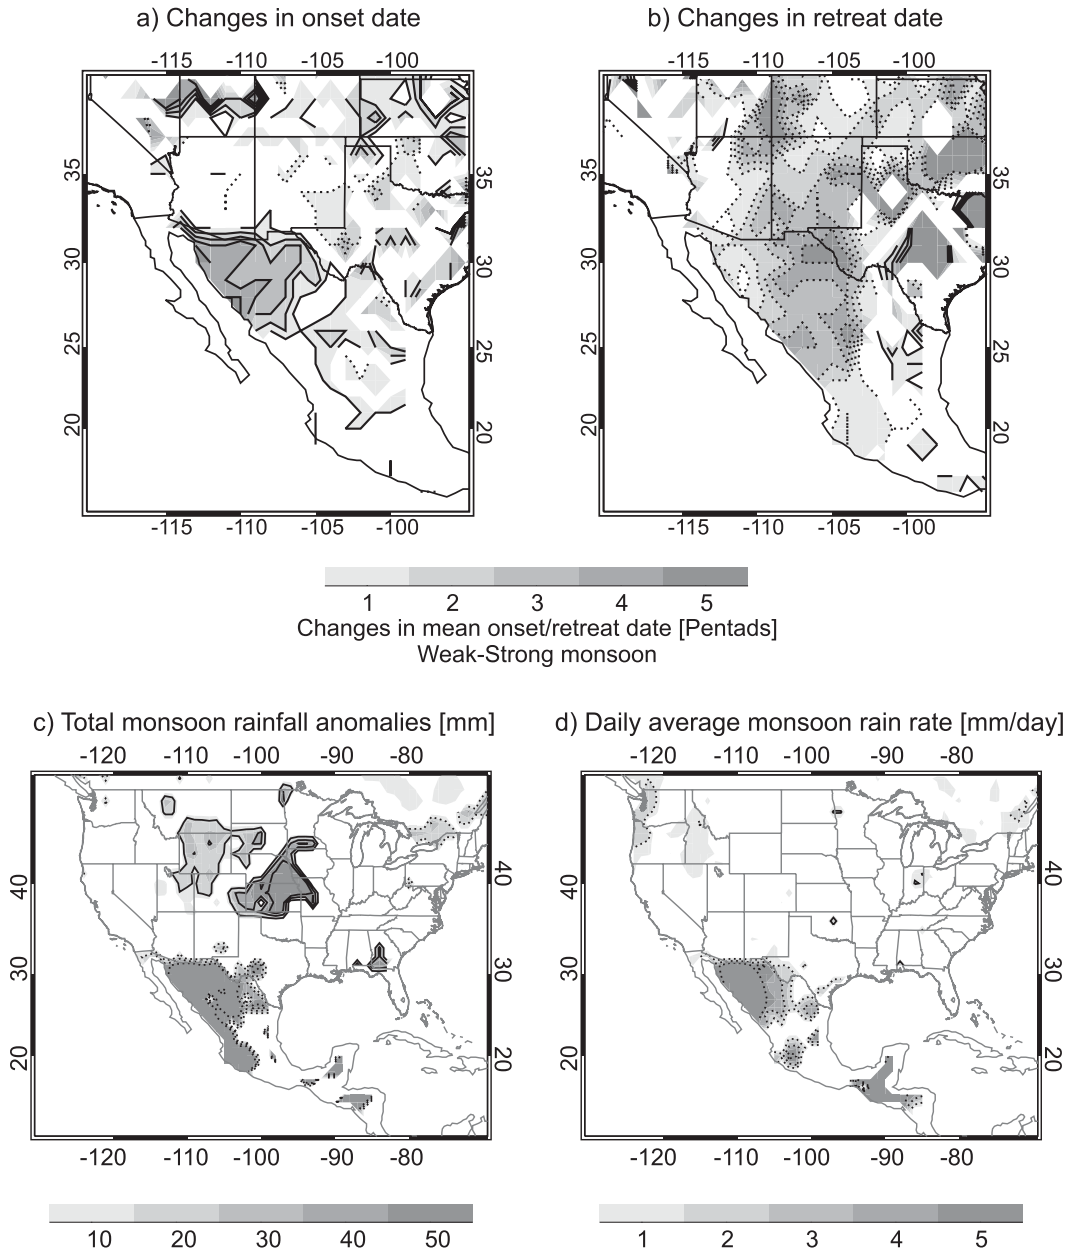 a) Changes in onset date
b) Changes in retreat date
-115 -110 -105 -100
-115 -110 -105 -100
35 35 35
30 30 30
25 25 25
20 20 20
-115 -110 -105 -100
-115 -110 -105 -100
1 2 3 4 5
Changes in mean onset/retreat date [Pentads]
Weak-Strong monsoon
c) Total monsoon rainfall anomalies [mm]
d) Daily average monsoon rain rate [mm/day]
-120 -110 -100 -90 -80
-120 -110 -100 -90 -80
40 40 40 40
30 30 30 30
20 20 20 20
-120 -110 -100 -90 -80
-120 -110 -100 -90 -80
10 20 30 40 50
1 2 3 4 5